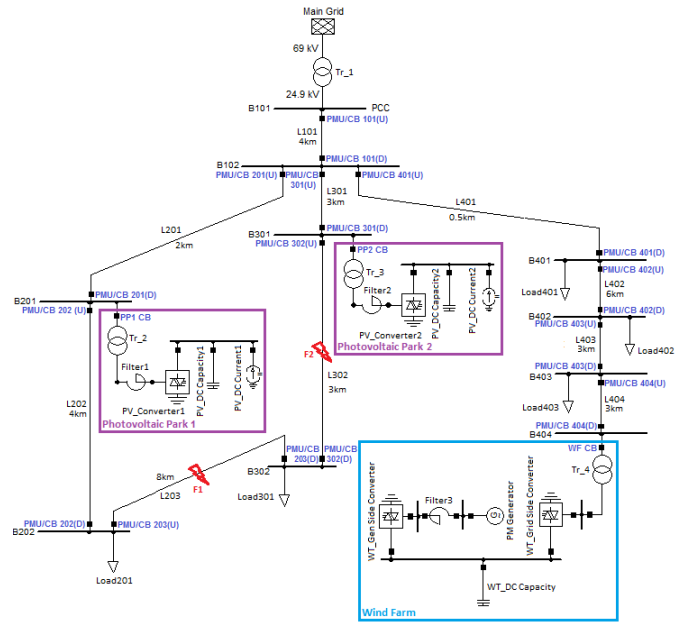 Main Grid
69 kV
Tr_1
24.9 kV
B101
PCC
PMU/CB 101(U)
L101
4km
PMU/CB 101(D)
B102
PMU/CB 201(U)
PMU/CB
301(U)
PMU/CB 401(U)
L301
3km
L401
0.5km
L201
2km
PMU/CB 301(D)
B301
PMU/CB 302(U)
PP2 CB
Tr_3
Filter2
PV_Converter2
PV_DC Capacity2
PV_DC Current2
Photovoltaic Park 2
PMU/CB 401(D)
B401
PMU/CB 402(U)
Load401
L402
6km
PMU/CB 402(D)
B402
PMU/CB 403(U)
L403
3km
Load402
PMU/CB 403(D)
B403
PMU/CB 404(U)
Load403
L404
3km
PMU/CB 404(D)
B404
PMU/CB 201(D)
B201
PMU/CB 202 (U)
PP1 CB
Tr_2
Filter1
PV_Converter1
PV_DC Capacity1
PV_DC Current1
Photovoltaic Park 1
L202
4km
F2
L302
3km
PMU/CB
203(D)
PMU/CB
302(D)
B302
Load301
8km
L203
F1
PMU/CB 202(D)
PMU/CB 203(U)
B202
Load201
WF CB
Tr_4
WT_Gen Side Converter
Filter3
PM Generator
G
WT_Grid Side Converter
WT_DC Capacity
Wind Farm